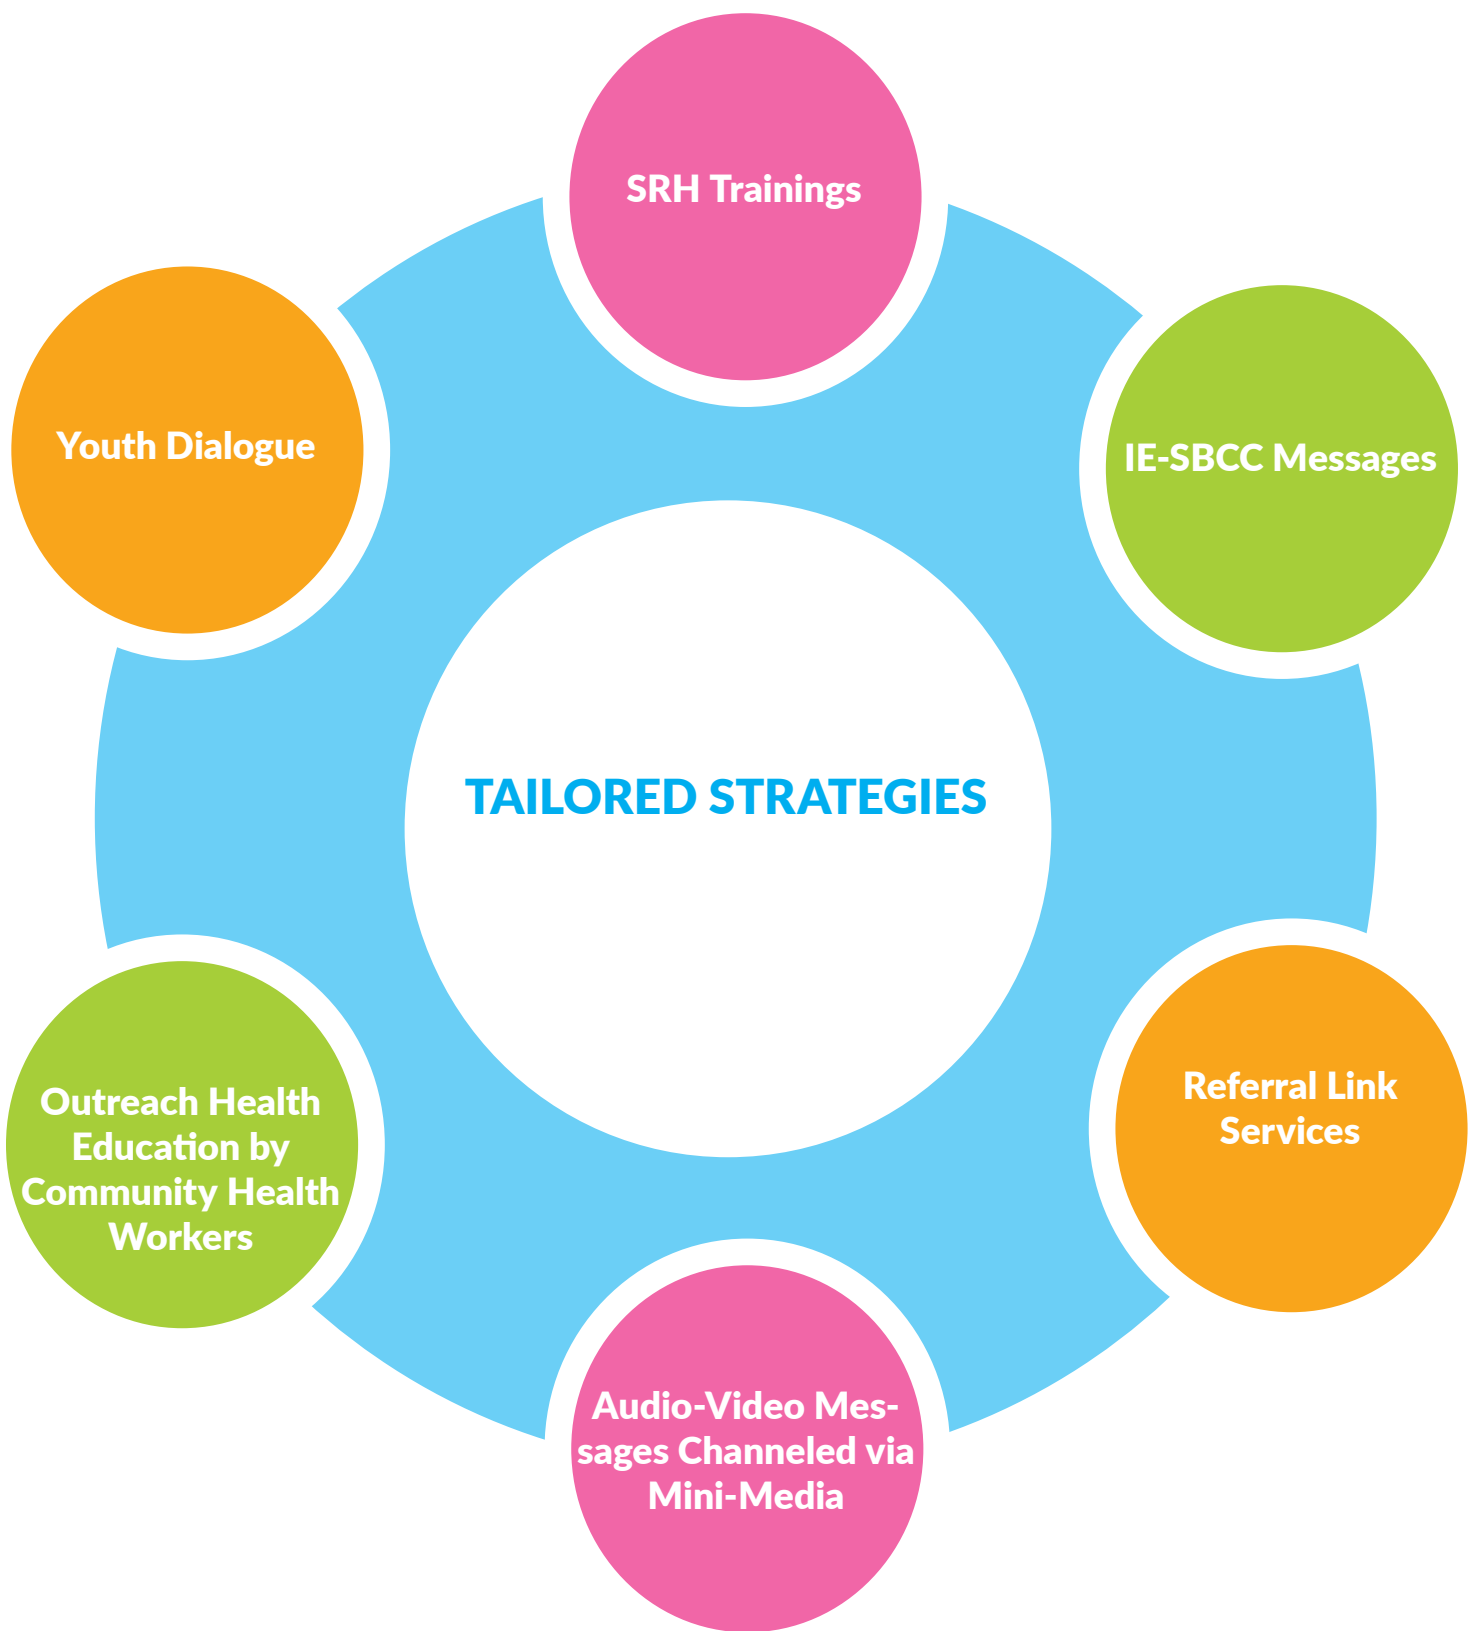 SRH Trainings
Youth Dialogue
IE-SBCC Messages
TAILORED STRATEGIES
Referral Link
Services
Outreach Health
Education by
Community Health
Workers
Audio-Video Mes-
sages Channeled via
Mini-Media